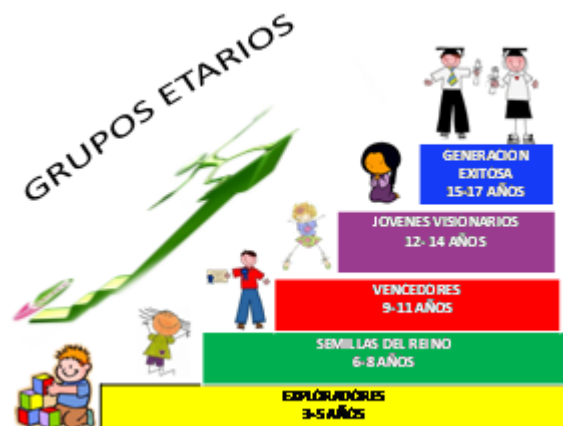 GRUPOS ETARIOS
GENERACION
EXITOSA
15-17 AÑOS
JOVENES VISIONARIOS
12- 14 AÑOS
VENCEDORES
9-11 AÑOS
SEMILLAS DEL REINO
6-8 AÑOS
EXPLORADORES
3-5 AÑOS